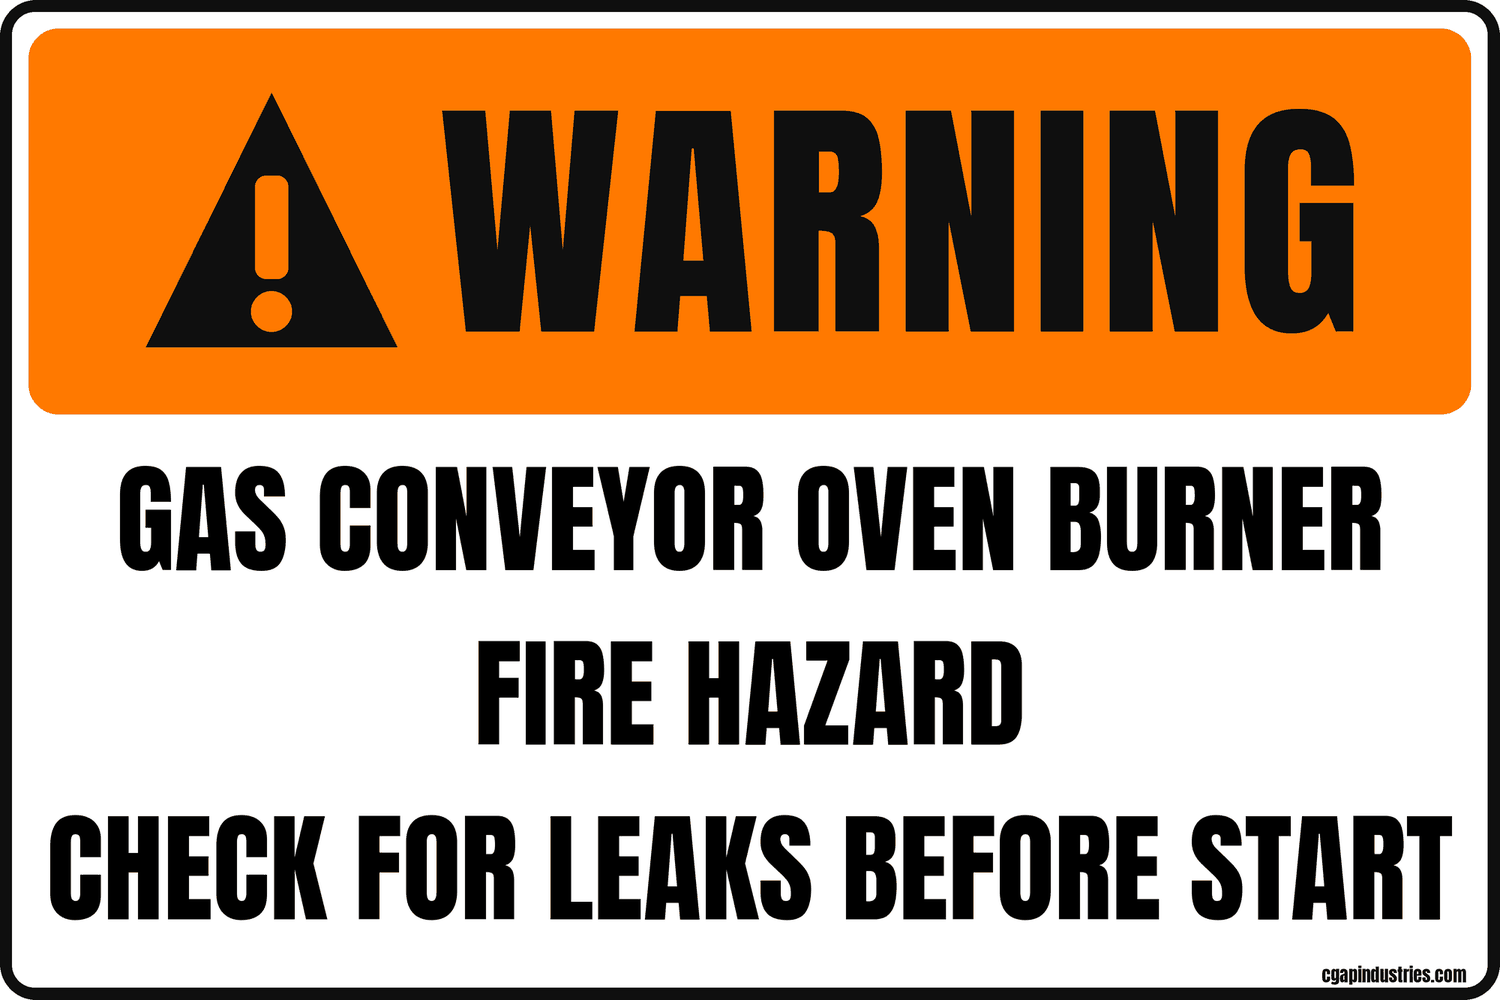 WARNING
GAS CONVEYOR OVEN BURNER
FIRE HAZARD
CHECK FOR LEAKS BEFORE START
cgapindustries.com